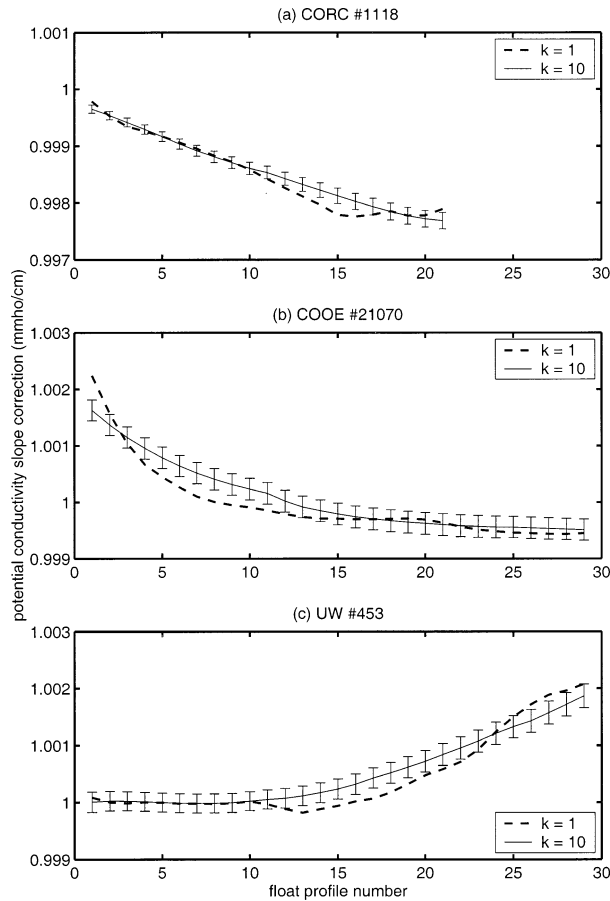 (a) CORC #1118
1.001
1
0.999
0.998
0.997
0 5 10 15 20 25 30
k = 1
k = 10
(b) COOE #21070
1.003
1.002
1.001
1
0.999
0 5 10 15 20 25 30
k = 1
k = 10
potential conductivity slope correction (mmho/cm)
(c) UW #453
1.003
1.002
1.001
1
0.999
0 5 10 15 20 25 30
k = 1
k = 10
float profile number